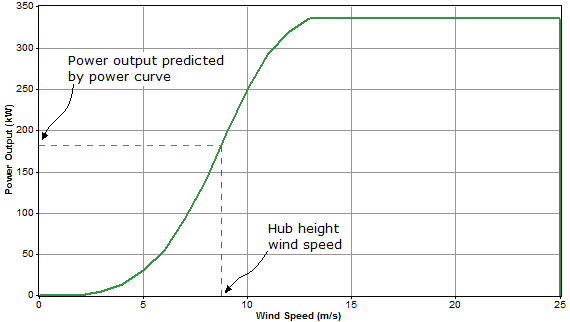 350
300
250
200
150
100
50
0
Power Output (kW)
Power output predicted
by power curve
Hub height
wind speed
0
5
10
15
20
25
Wind Speed (m/s)